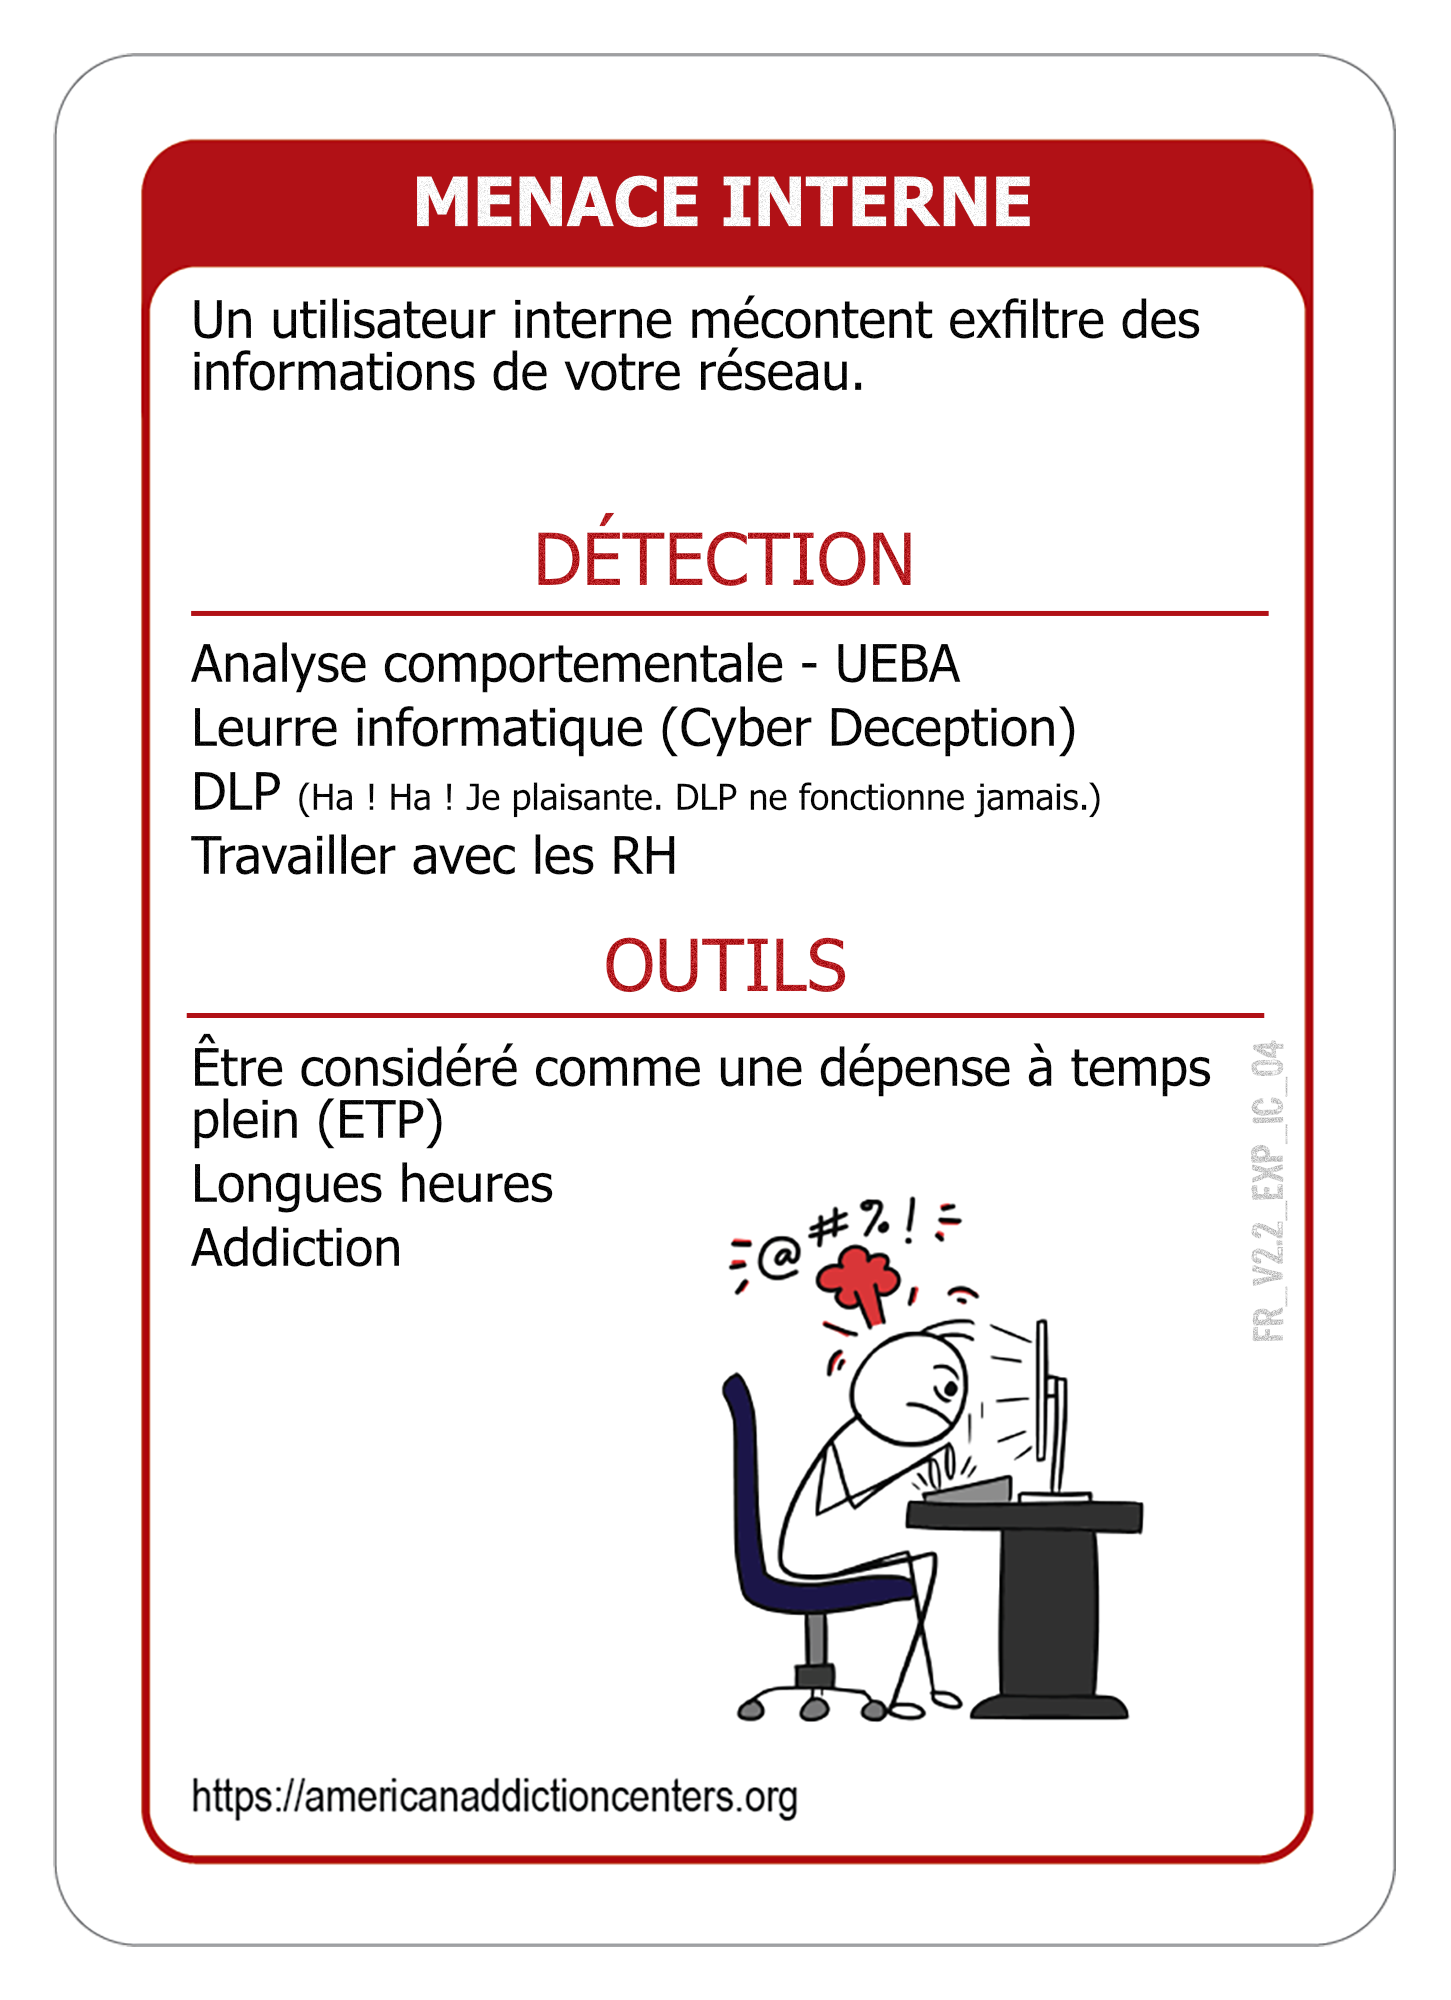 MENACE INTERNE
Un utilisateur interne mécontent exfiltre des
informations de votre réseau.
DÉTECTION
Analyse comportementale - UEBA
Leurre informatique (Cyber Deception)
DLP (Ha ! Ha ! Je plaisante. DLP ne fonctionne jamais.)
Travailler avec les RH
OUTILS
Être considéré comme une dépense à temps
plein (ETP)
Longues heures
Addiction
@#%!
https://americanaddictioncenters.org
FR_V2.2_EXP_IC_04